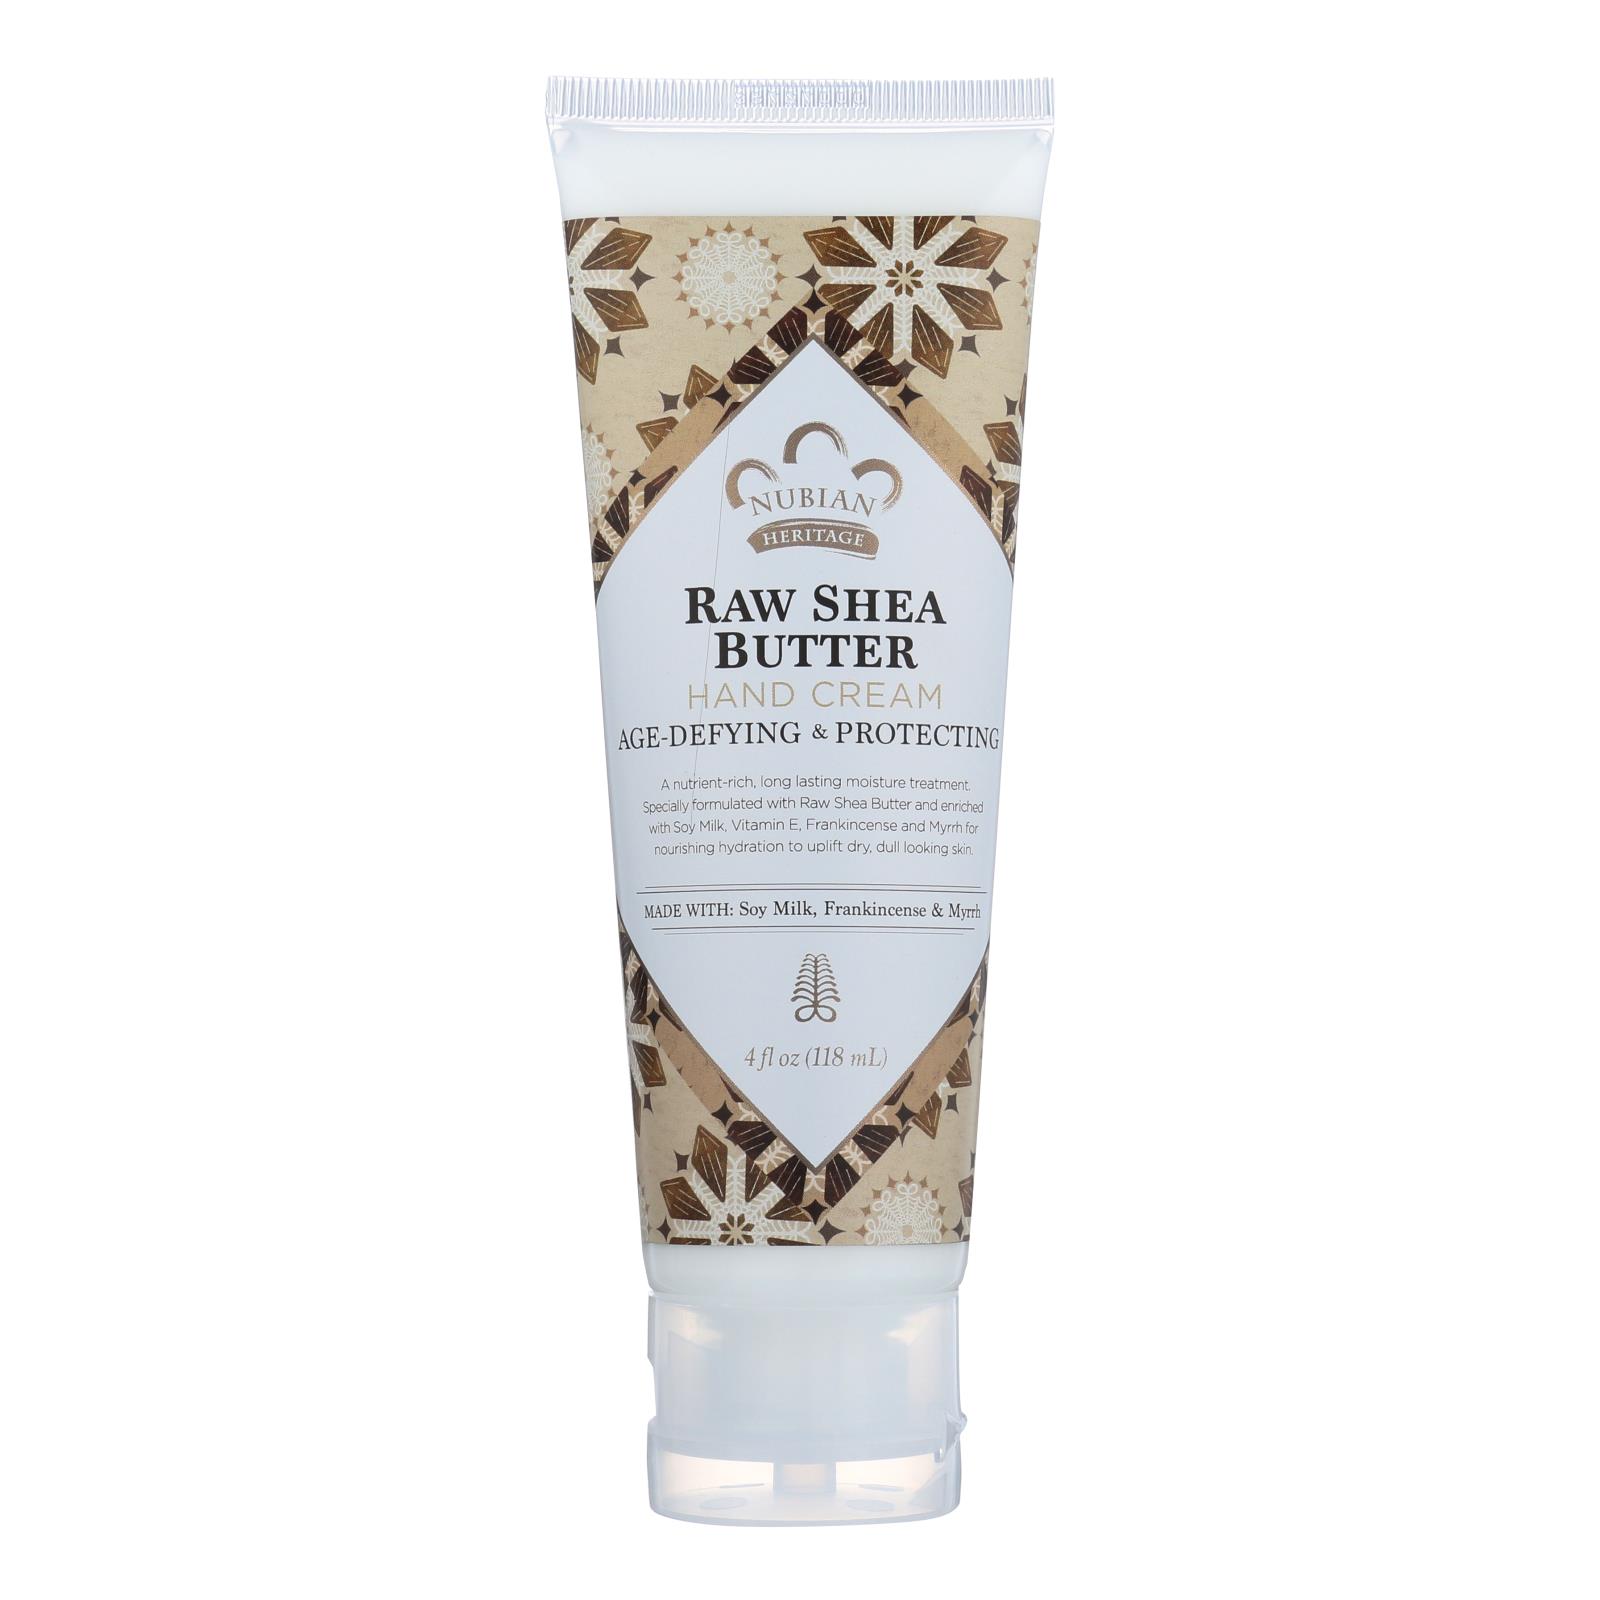 NUBIAN
HERITAGE
RAW SHEA
BUTTER
HAND CREAM
AGE-DEFYING & PROTECTING
A nutrient-rich, long lasting moisture treatment.
Specially formulated with Raw Shea Butter and enriched
with Soy Milk, Vitamin E, Frankincense and Myrrh for
nourishing hydration to uplift dry, dull looking skin.
MADE WITH: Soy Milk, Frankincense & Myrrh
4 fl oz (118 mL)